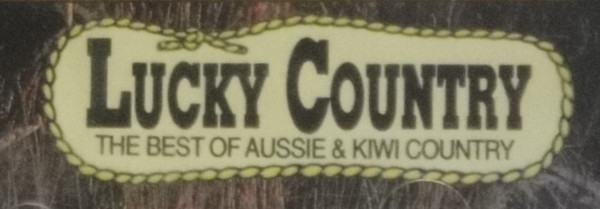 LUCKY COUNTRY
THE BEST OF AUSSIE & KIWI COUNTRY